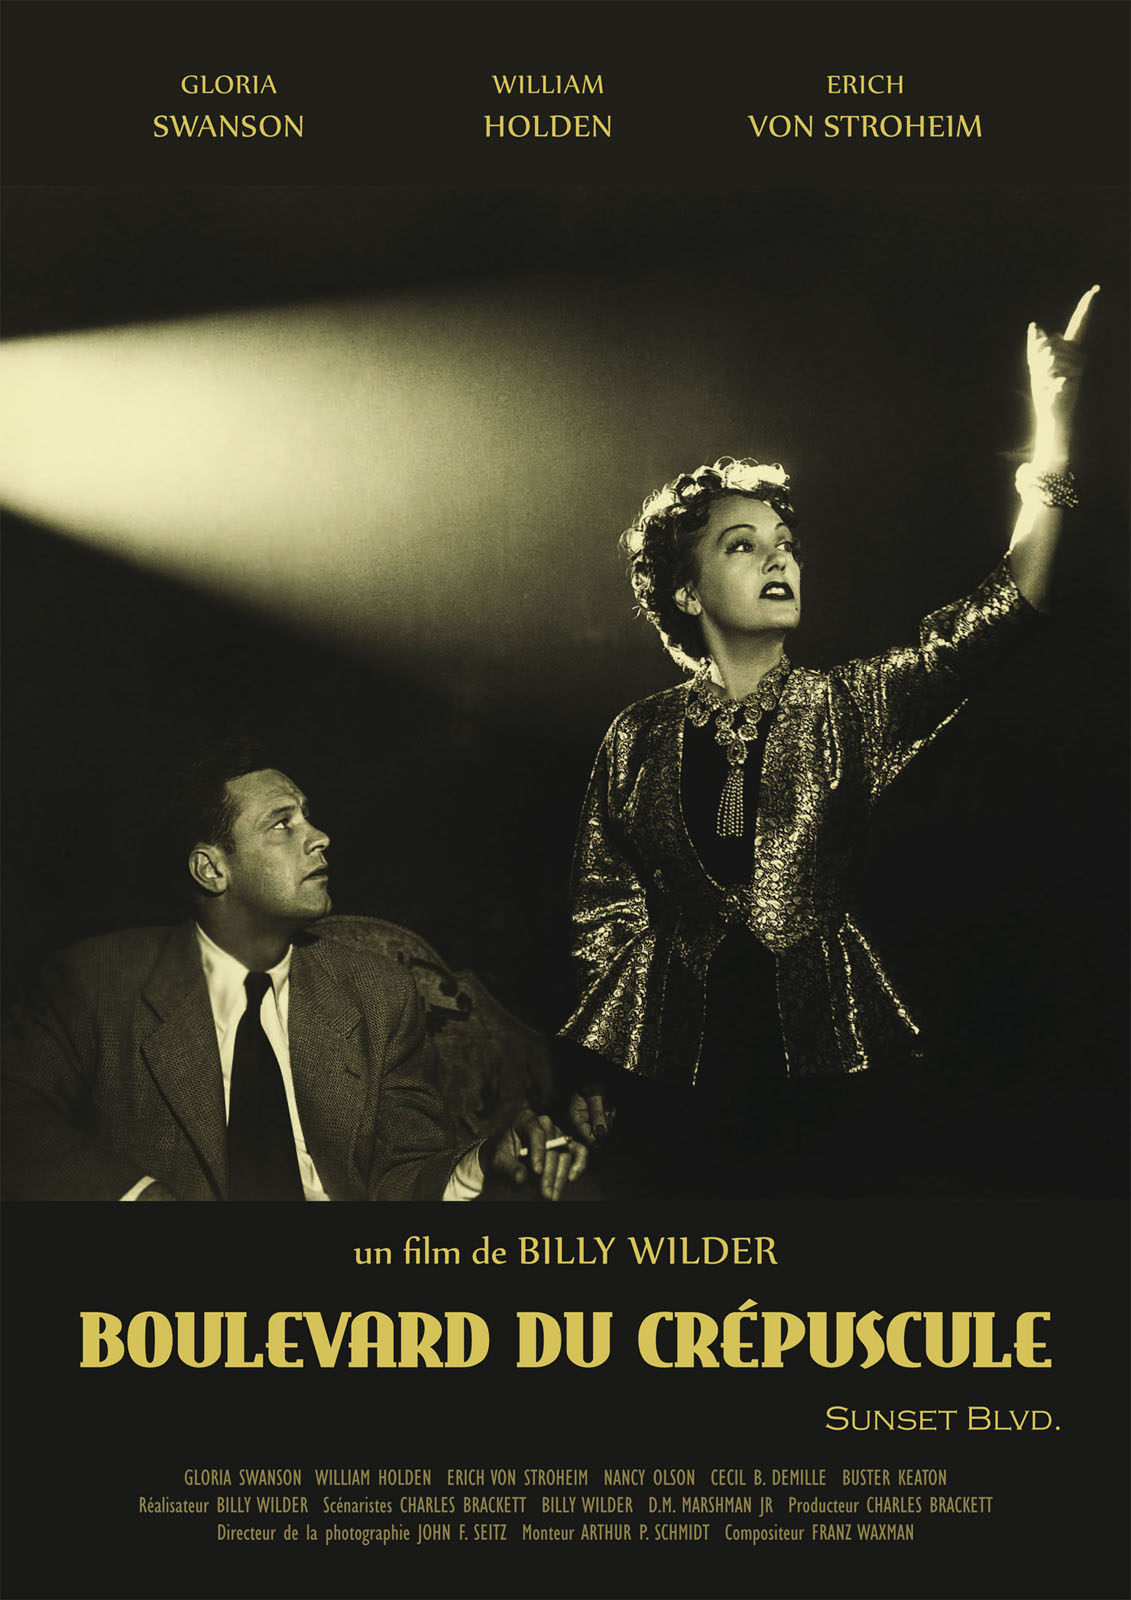 GLORIA WILLIAM ERICH
SWANSON HOLDEN VON STROHEIM
un film de BILLY WILDER
BOULEVARD DU CRÉPUSCULE
SUNSET BLVD.
GLORIA SWANSON WILLIAM HOLDEN ERICH VON STROHEIM NANCY OLSON CECIL B. DEMILLE BUSTER KEATON
Réalisateur BILLY WILDER Scénaristes CHARLES BRACKETT BILLY WILDER D.M. MARSHMAN JR Producteur CHARLES BRACKETT
Directeur de la photographie JOHN F. SEITZ Monteur ARTHUR P. SCHMIDT Compositeur FRANZ WAXMAN